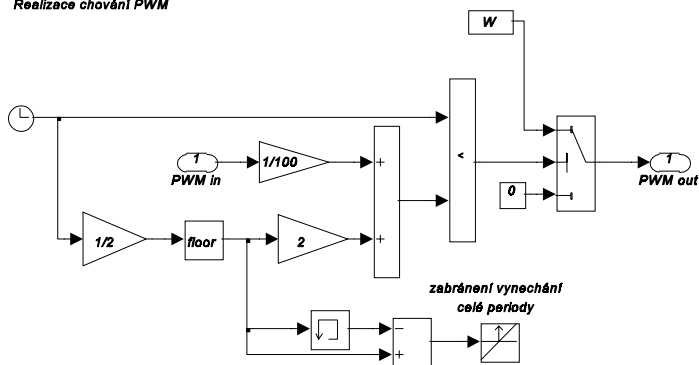 Realizace chování PWM
W
1
PWM in
1/100
+
+
<
0
1
PWM out
1/2
floor
2
zabránení vynechání
celé periody
−
+